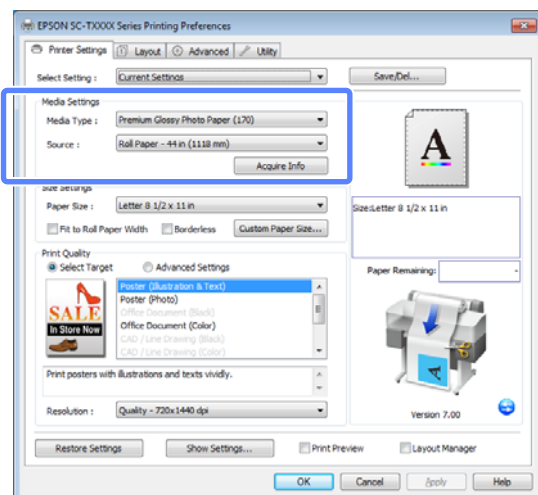 EPSON SC-TXXXX Series Printing Preferences
Printer Settings Layout Advanced Utility
Select Setting : Current Settings Save/Del...
Media Settings
Media Type : Premium Glossy Photo Paper (170)
Source : Roll Paper - 44 in (1118 mm)
Acquire Info
A
Size Settings
Paper Size : Letter 8 1/2 x 11 in
Size:Letter 8 1/2 x 11 in
Fit to Roll Paper Width Borderless Custom Paper Size...
Print Quality
Select Target Advanced Settings
Paper Remaining: -
SALE
In Store Now
Poster (Illustration & Text)
Poster (Photo)
Office Document (Black)
Office Document (Color)
CAD / Line Drawing (Black)
CAD / Line Drawing (Color)
A
Print posters with illustrations and texts vividly.
Resolution : Quality - 720x1440 dpi
Version 7.00
Restore Settings Show Settings... Print Preview Layout Manager
OK Cancel Apply Help